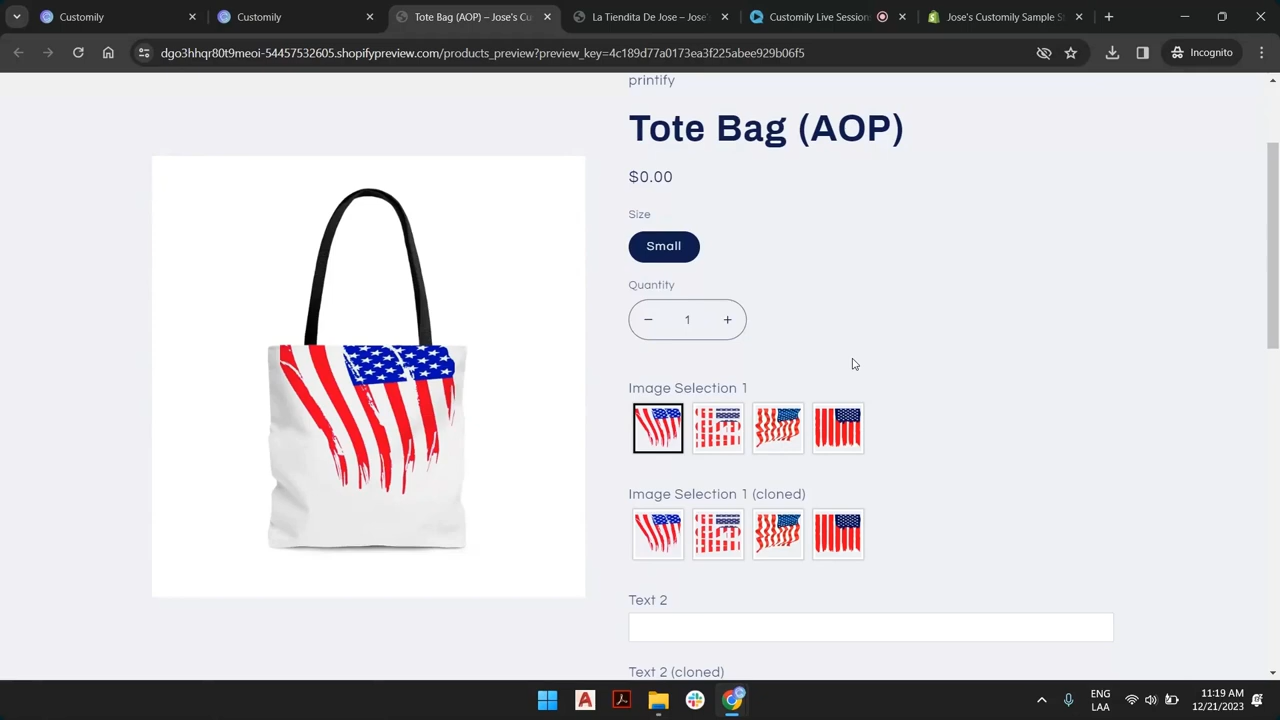 Customily
Customily
Tote Bag (AOP) – Jose's Cu
La Tiendita De Jose – Jose'
Customily Live Session
Jose's Customily Sample St
dgo3hhqr80t9meoi-54457532605.shopifypreview.com/products_preview?preview_key=4c189d77a0173ea3f225abee929b06f5
Incognito
printify
Tote Bag (AOP)
$0.00
Size
Small
Quantity
− 1 +
Image Selection 1
Image Selection 1 (cloned)
Text 2
Text 2 (cloned)
ENG
LAA
11:19 AM
12/21/2023